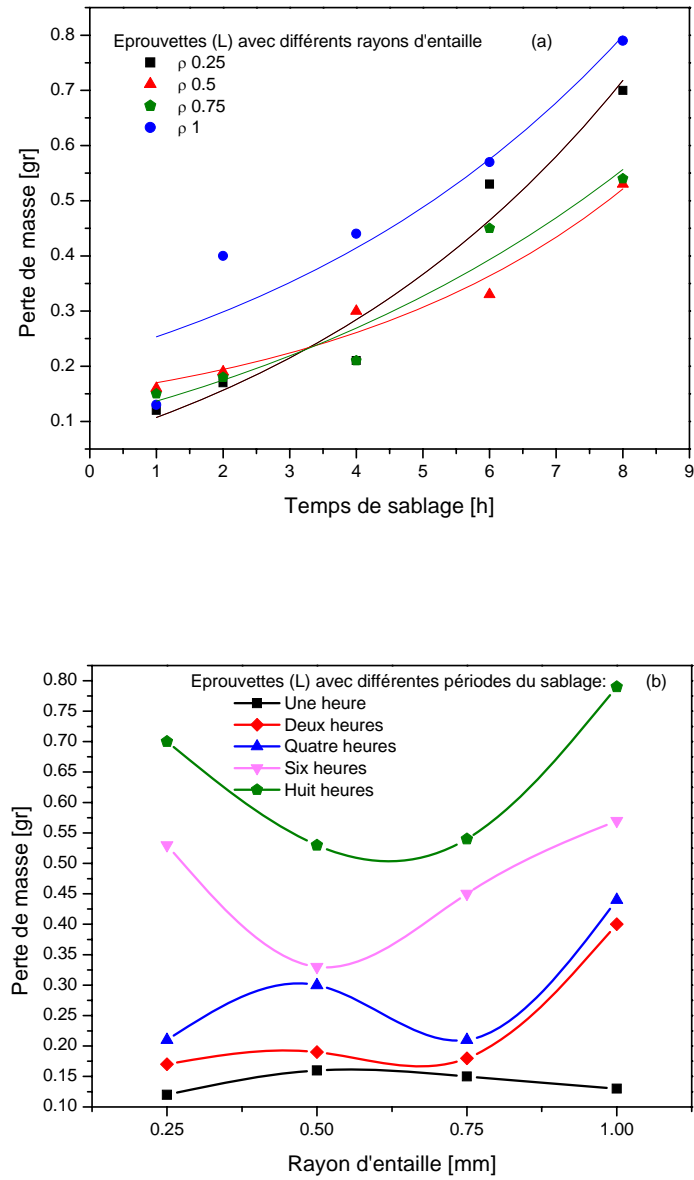 Eprouvettes (L) avec différents rayons d'entaille (a)
ρ 0.25
ρ 0.5
ρ 0.75
ρ 1
0.8
0.7
0.6
0.5
0.4
0.3
0.2
0.1
Perte de masse [gr]
0 1 2 3 4 5 6 7 8 9
Temps de sablage [h]
Eprouvettes (L) avec différentes périodes du sablage: (b)
Une heure
Deux heures
Quatre heures
Six heures
Huit heures
0.80
0.75
0.70
0.65
0.60
0.55
0.50
0.45
0.40
0.35
0.30
0.25
0.20
0.15
0.10
Perte de masse [gr]
0.25 0.50 0.75 1.00
Rayon d'entaille [mm]